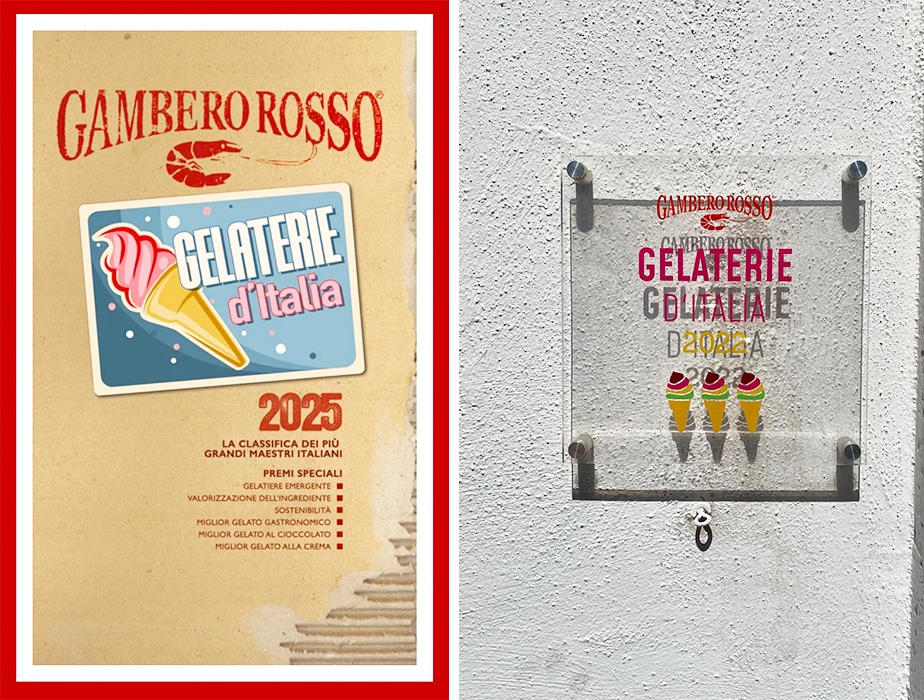 GAMBERO ROSSO
GELATERIE
d'Italia
2025
LA CLASSIFICA DEI PIÙ
GRANDI MAESTRI ITALIANI
PREMI SPECIALI
GELATIERE EMERGENTE
VALORIZZAZIONE DELL'INGREDIENTE
SOSTENIBILITÀ
MIGLIOR GELATO GASTRONOMICO
MIGLIOR GELATO AL CIOCCOLATO
MIGLIOR GELATO ALLA CREMA
GAMBERO ROSSO
GELATERIE
D'ITALIA
2022